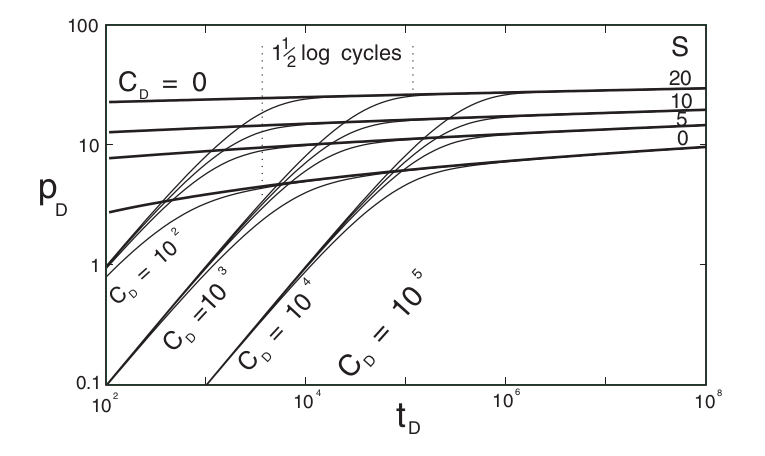 100
1½ log cycles
S
C_D = 0
20
10
5
0
10
p_D
1
C_D = 10²
C_D = 10³
C_D = 10⁴
C_D = 10⁵
0.1
10² 10⁴ 10⁶ 10⁸
t_D